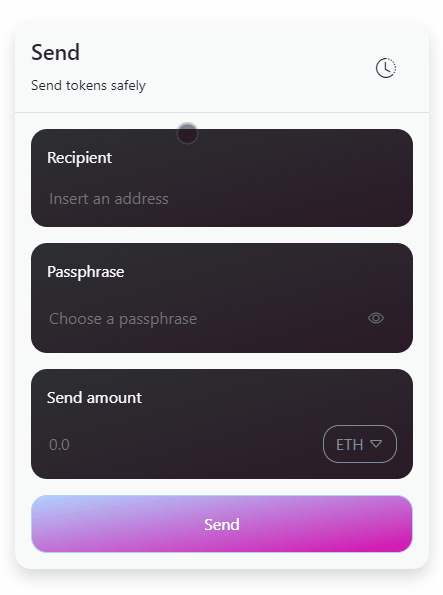 Send
Send tokens safely
Recipient
Insert an address
Passphrase
Choose a passphrase
Send amount
0.0
ETH
Send